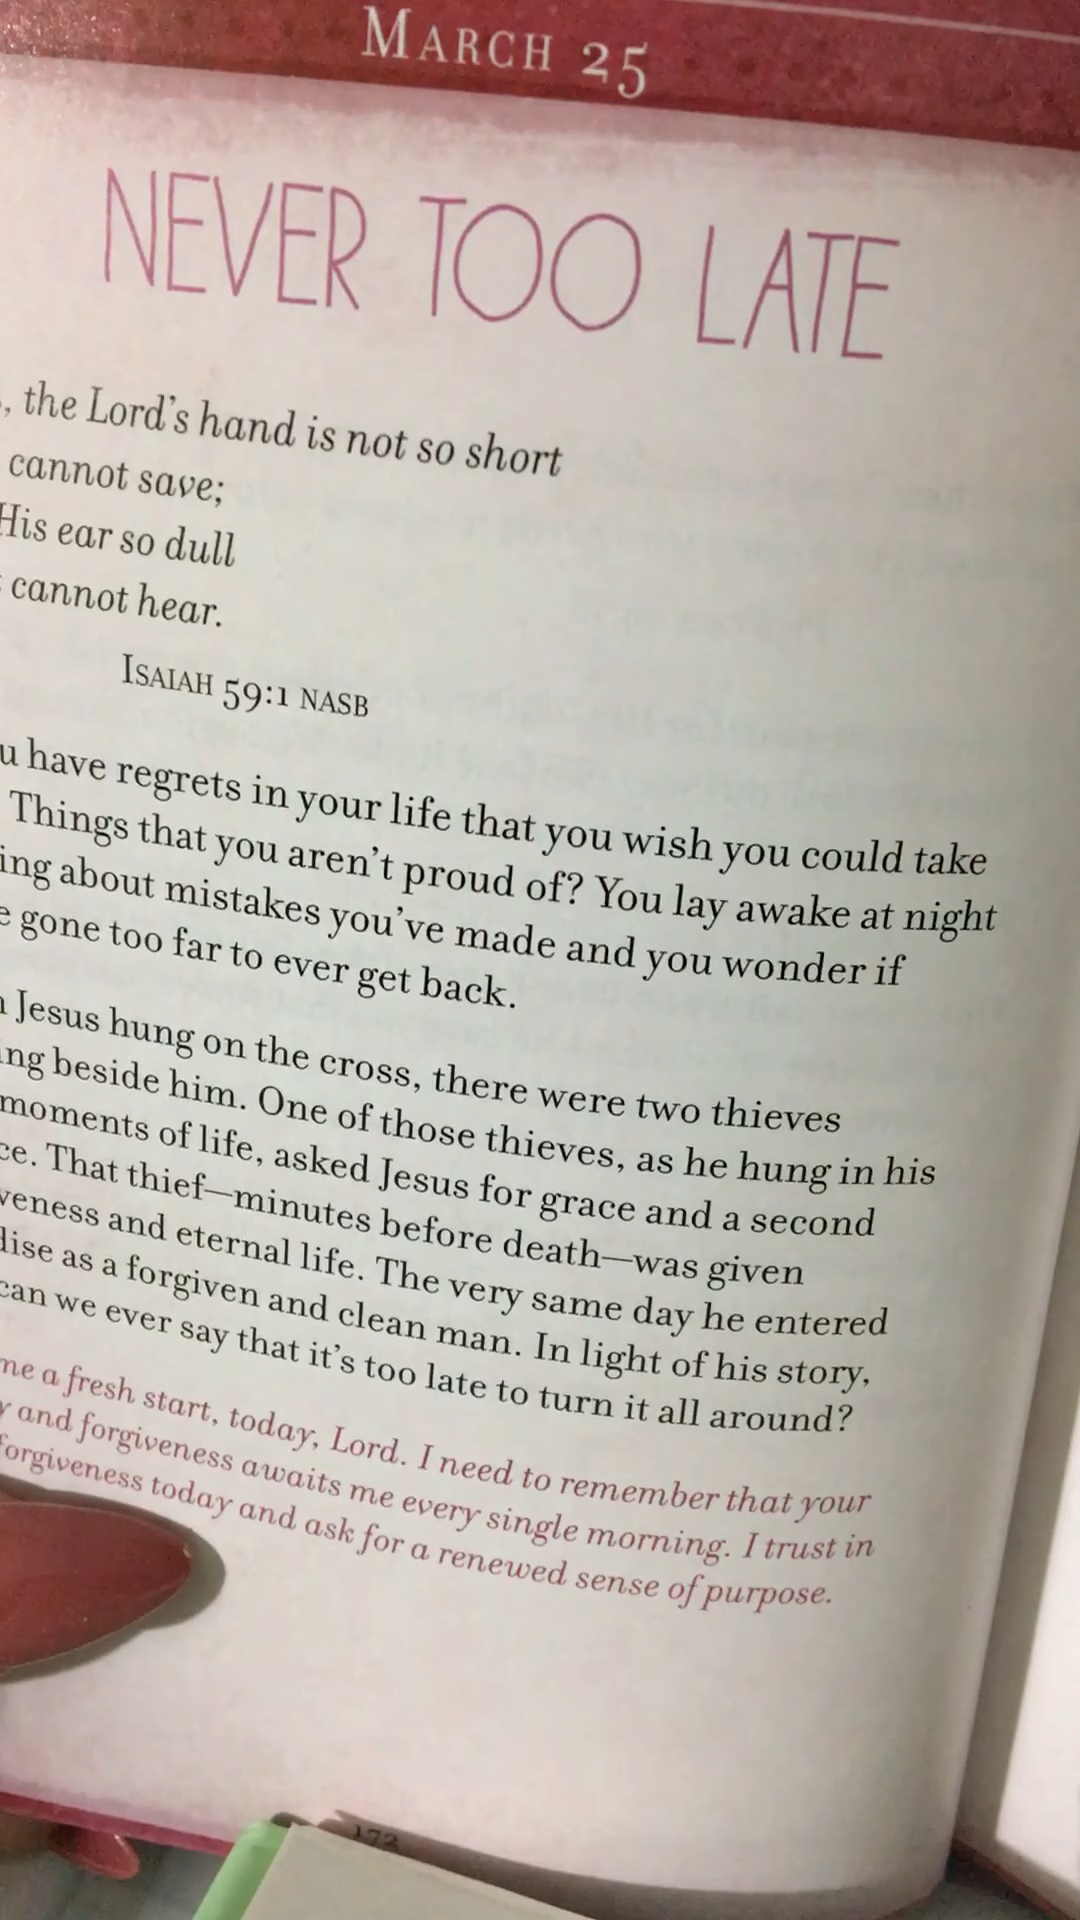 MARCH 25
NEVER TOO LATE
, the Lord's hand is not so short
cannot save;
His ear so dull
cannot hear.
ISAIAH 59:1 NASB
have regrets in your life that you wish you could take
Things that you aren't proud of? You lay awake at night
ing about mistakes you've made and you wonder if
gone too far to ever get back.
Jesus hung on the cross, there were two thieves
ing beside him. One of those thieves, as he hung in his
moments of life, asked Jesus for grace and a second
ce. That thief—minutes before death—was given
veness and eternal life. The very same day he entered
dise as a forgiven and clean man. In light of his story,
can we ever say that it's too late to turn it all around?
me a fresh start, today, Lord. I need to remember that your
y and forgiveness awaits me every single morning. I trust in
forgiveness today and ask for a renewed sense of purpose.
172